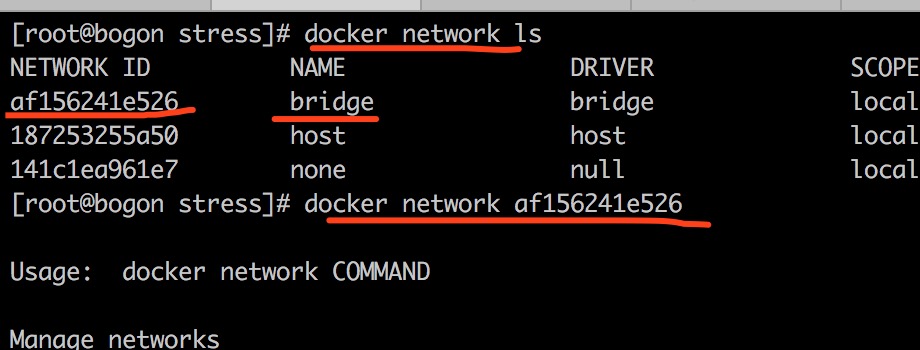 [root@bogon stress]# docker network ls
NETWORK ID NAME DRIVER SCOPE
af156241e526 bridge bridge local
187253255a50 host host local
141c1ea961e7 none null local
[root@bogon stress]# docker network af156241e526
Usage: docker network COMMAND
Manage networks